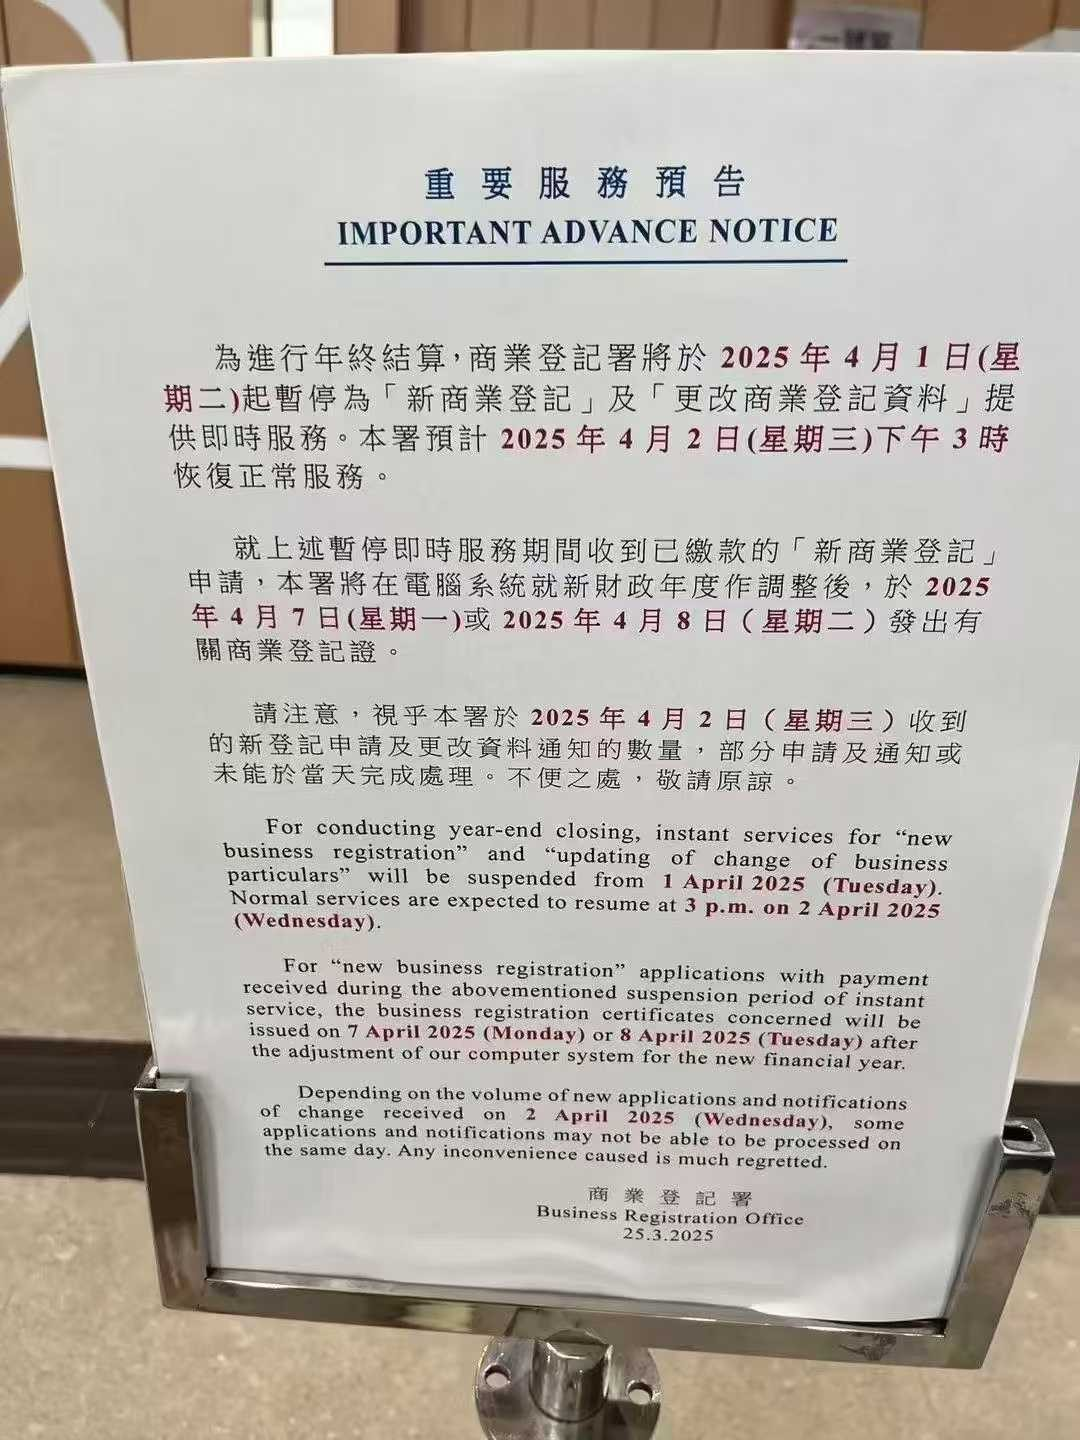 重要服務預告
IMPORTANT ADVANCE NOTICE
為進行年終結算，商業登記署將於 2025 年 4 月 1 日(星
期二)起暫停為「新商業登記」及「更改商業登記資料」提
供即時服務。本署預計 2025 年 4 月 2 日(星期三)下午 3 時
恢復正常服務。
就上述暫停即時服務期間收到已繳款的「新商業登記」
申請，本署將在電腦系統就新財政年度作調整後，於 2025
年 4 月 7 日(星期一)或 2025 年 4 月 8 日（星期二）發出有
關商業登記證。
請注意，視乎本署於 2025 年 4 月 2 日（星期三）收到
的新登記申請及更改資料通知的數量，部分申請及通知或
未能於當天完成處理。不便之處，敬請原諒。
For conducting year-end closing, instant services for “new
business registration” and “updating of change of business
particulars” will be suspended from 1 April 2025 (Tuesday).
Normal services are expected to resume at 3 p.m. on 2 April 2025
(Wednesday).
For “new business registration” applications with payment
received during the abovementioned suspension period of instant
service, the business registration certificates concerned will be
issued on 7 April 2025 (Monday) or 8 April 2025 (Tuesday) after
the adjustment of our computer system for the new financial year.
Depending on the volume of new applications and notifications
of change received on 2 April 2025 (Wednesday), some
applications and notifications may not be able to be processed on
the same day. Any inconvenience caused is much regretted.
商業登記署
Business Registration Office
25.3.2025